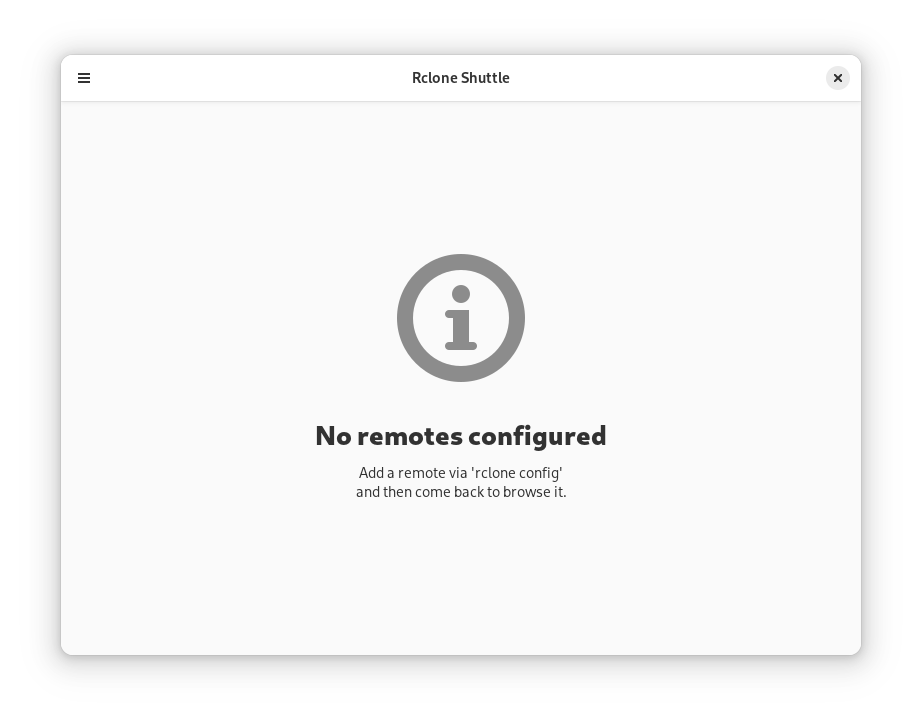 Rclone Shuttle
No remotes configured
Add a remote via 'rclone config'
and then come back to browse it.